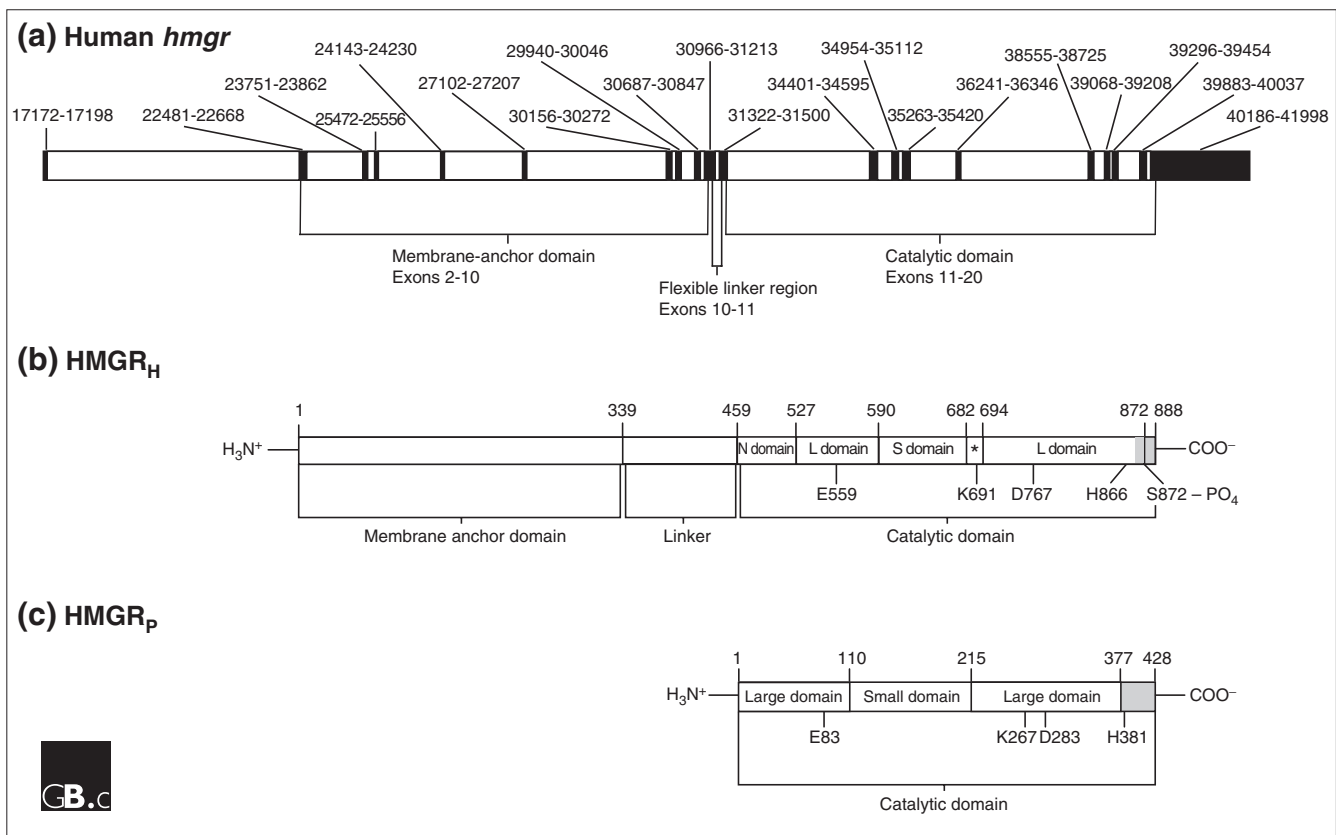 (a) Human hmgr
24143-24230 29940-30046 30966-31213 34954-35112 38555-38725 39296-39454
23751-23862 27102-27207 30687-30847 34401-34595 36241-36346 39068-39208 39883-40037
17172-17198 22481-22668 25472-25556 30156-30272 31322-31500 35263-35420 40186-41998
Membrane-anchor domain
Exons 2-10
Flexible linker region
Exons 10-11
Catalytic domain
Exons 11-20
(b) HMGRH
1 339 459 527 590 682 694 872 888
H3N+ N domain L domain S domain * L domain COO−
E559 K691 D767 H866 S872 – PO4
Membrane anchor domain Linker Catalytic domain
(c) HMGRP
1 110 215 377 428
H3N+ Large domain Small domain Large domain COO−
E83 K267 D283 H381
Catalytic domain
GB.c